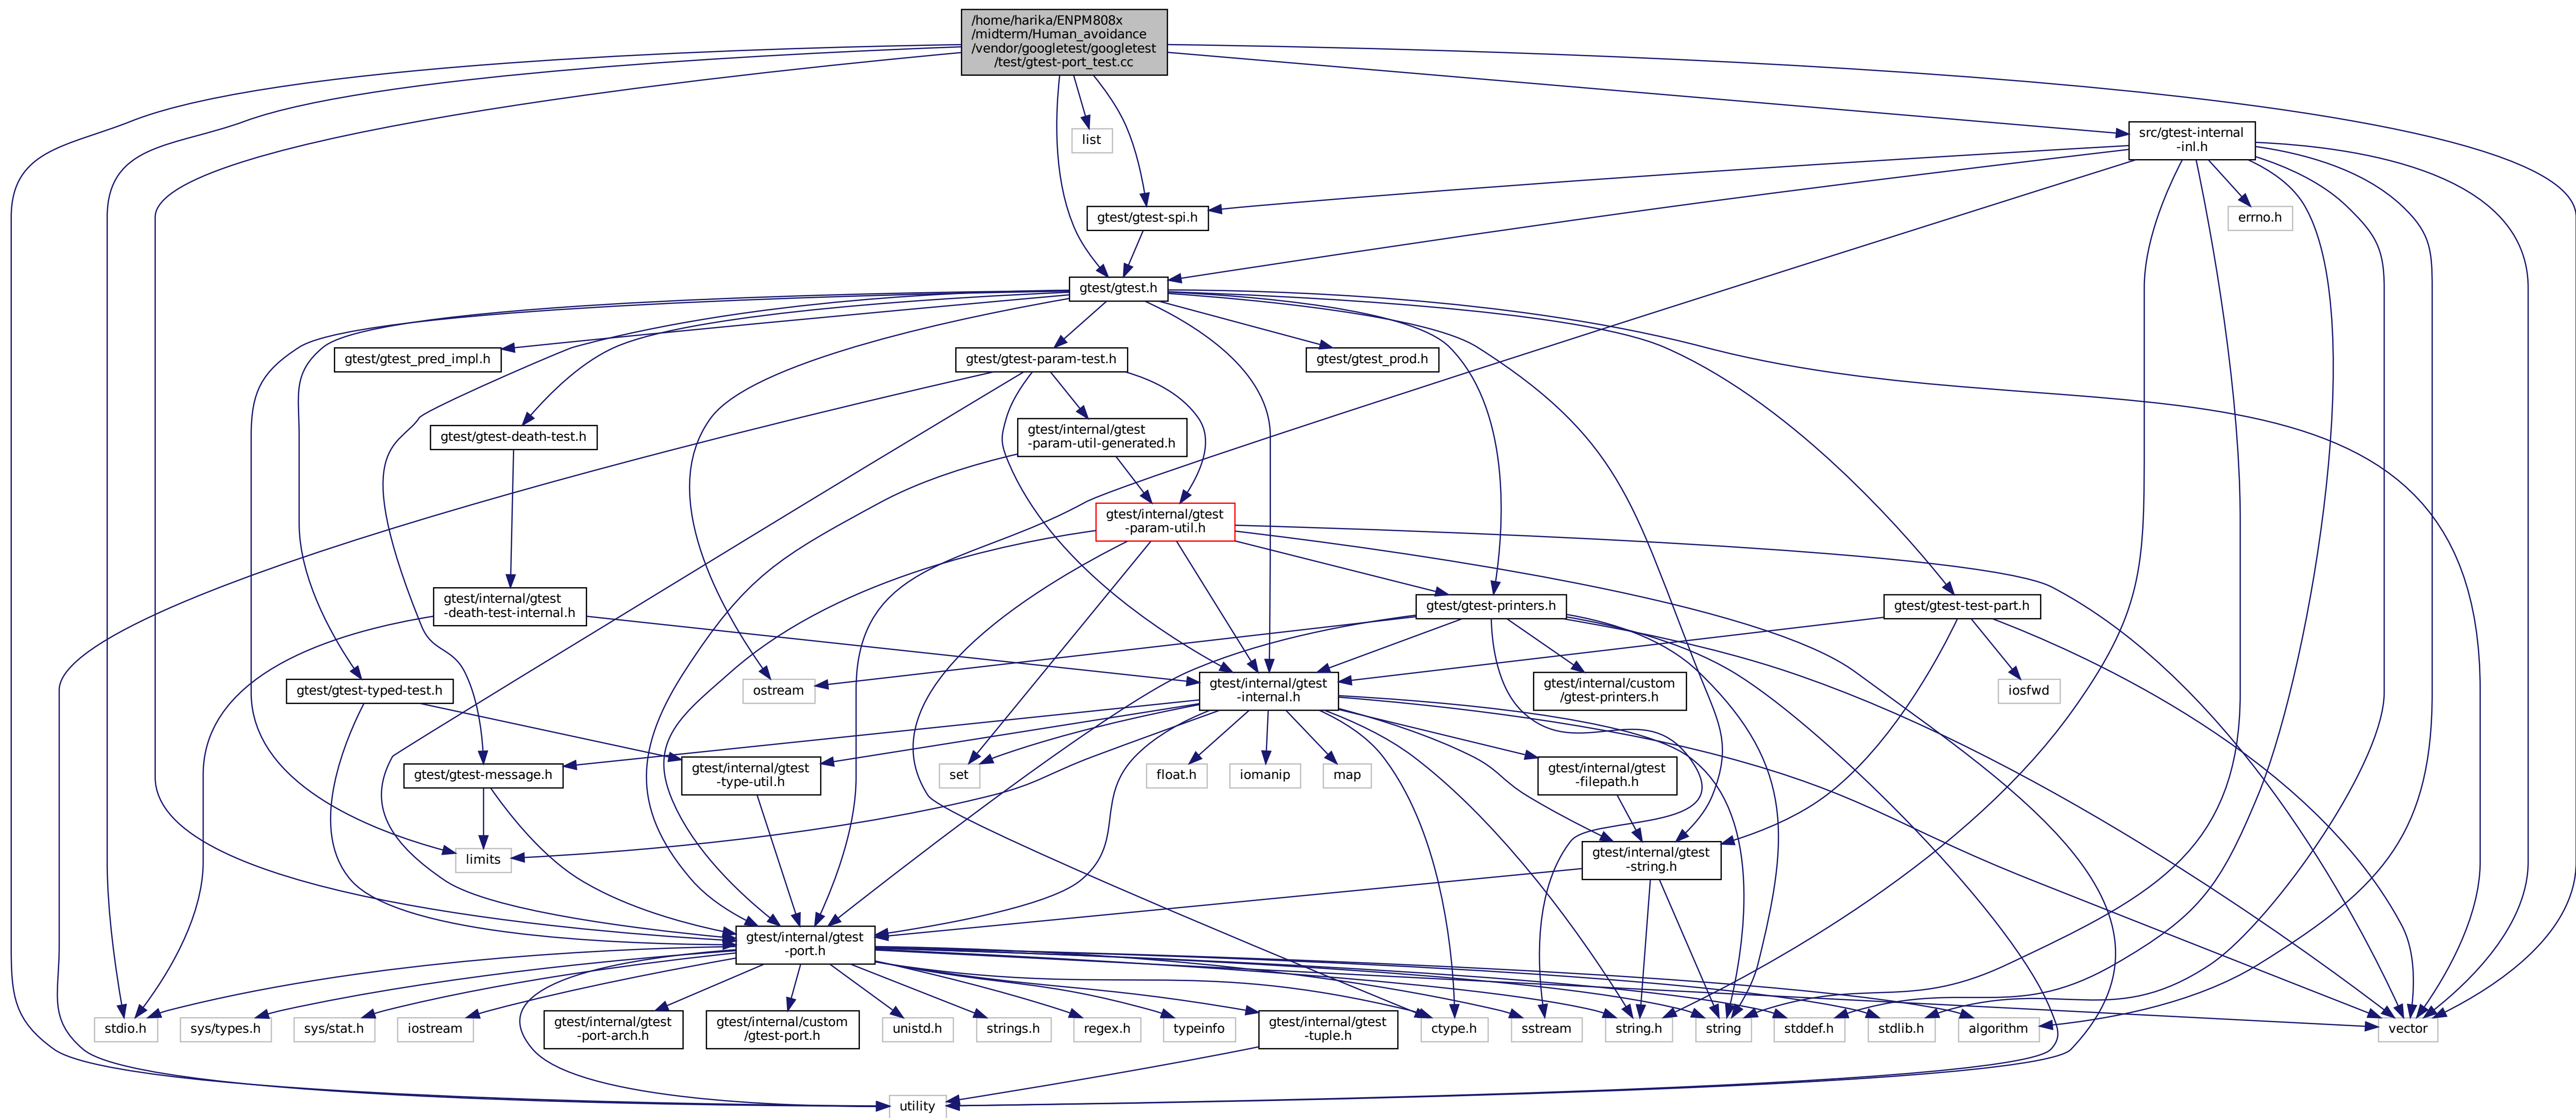 /home/harika/ENPM808x
/midterm/Human_avoidance
/vendor/googletest/googletest
/test/gtest-port_test.cc
list
src/gtest-internal
-inl.h
gtest/gtest-spi.h
errno.h
gtest/gtest.h
gtest/gtest_pred_impl.h
gtest/gtest-param-test.h
gtest/gtest_prod.h
gtest/gtest-death-test.h
gtest/internal/gtest
-param-util-generated.h
gtest/internal/gtest
-param-util.h
gtest/internal/gtest
-death-test-internal.h
gtest/gtest-printers.h
gtest/gtest-test-part.h
gtest/gtest-typed-test.h
ostream
gtest/internal/gtest
-internal.h
gtest/internal/custom
/gtest-printers.h
iosfwd
gtest/gtest-message.h
gtest/internal/gtest
-type-util.h
set
float.h
iomanip
map
gtest/internal/gtest
-filepath.h
limits
gtest/internal/gtest
-string.h
gtest/internal/gtest
-port.h
stdio.h
sys/types.h
sys/stat.h
iostream
gtest/internal/gtest
-port-arch.h
gtest/internal/custom
/gtest-port.h
unistd.h
strings.h
regex.h
typeinfo
gtest/internal/gtest
-tuple.h
ctype.h
sstream
string.h
string
stddef.h
stdlib.h
algorithm
vector
utility